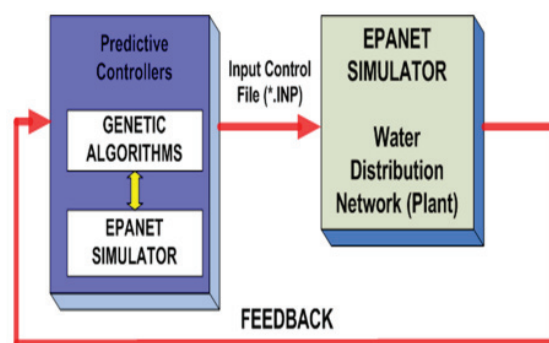 Predictive
Controllers
GENETIC
ALGORITHMS
EPANET
SIMULATOR
Input Control
File (*.INP)
EPANET
SIMULATOR
Water
Distribution
Network (Plant)
FEEDBACK